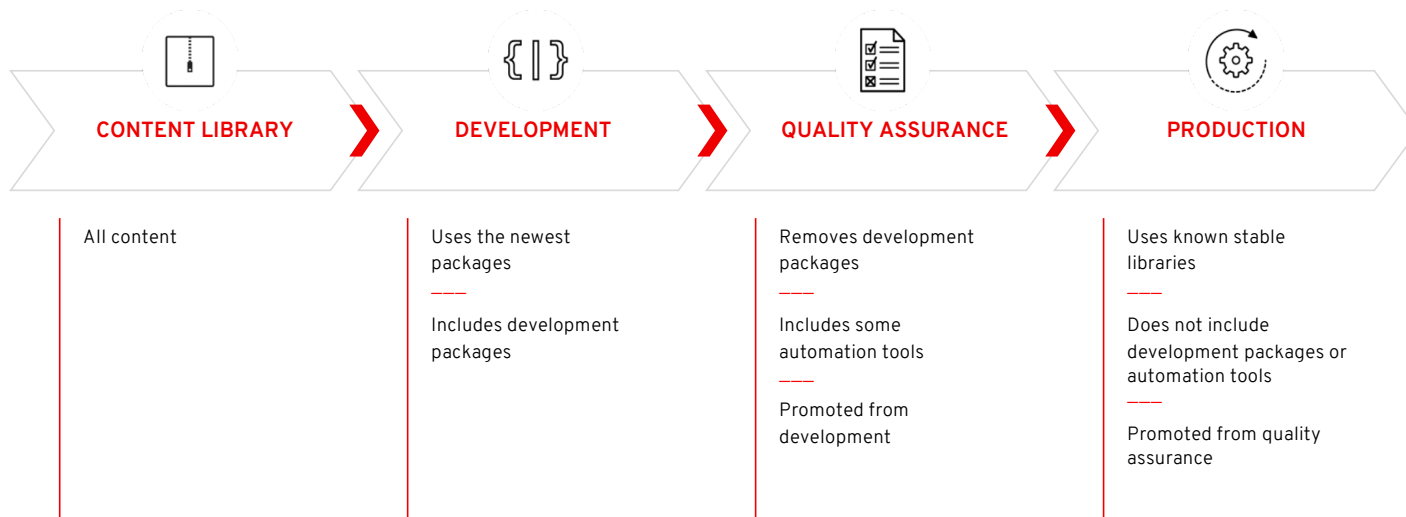 CONTENT LIBRARY
DEVELOPMENT
QUALITY ASSURANCE
PRODUCTION
All content
Uses the newest
packages
Includes development
packages
Removes development
packages
Includes some
automation tools
Promoted from
development
Uses known stable
libraries
Does not include
development packages or
automation tools
Promoted from quality
assurance